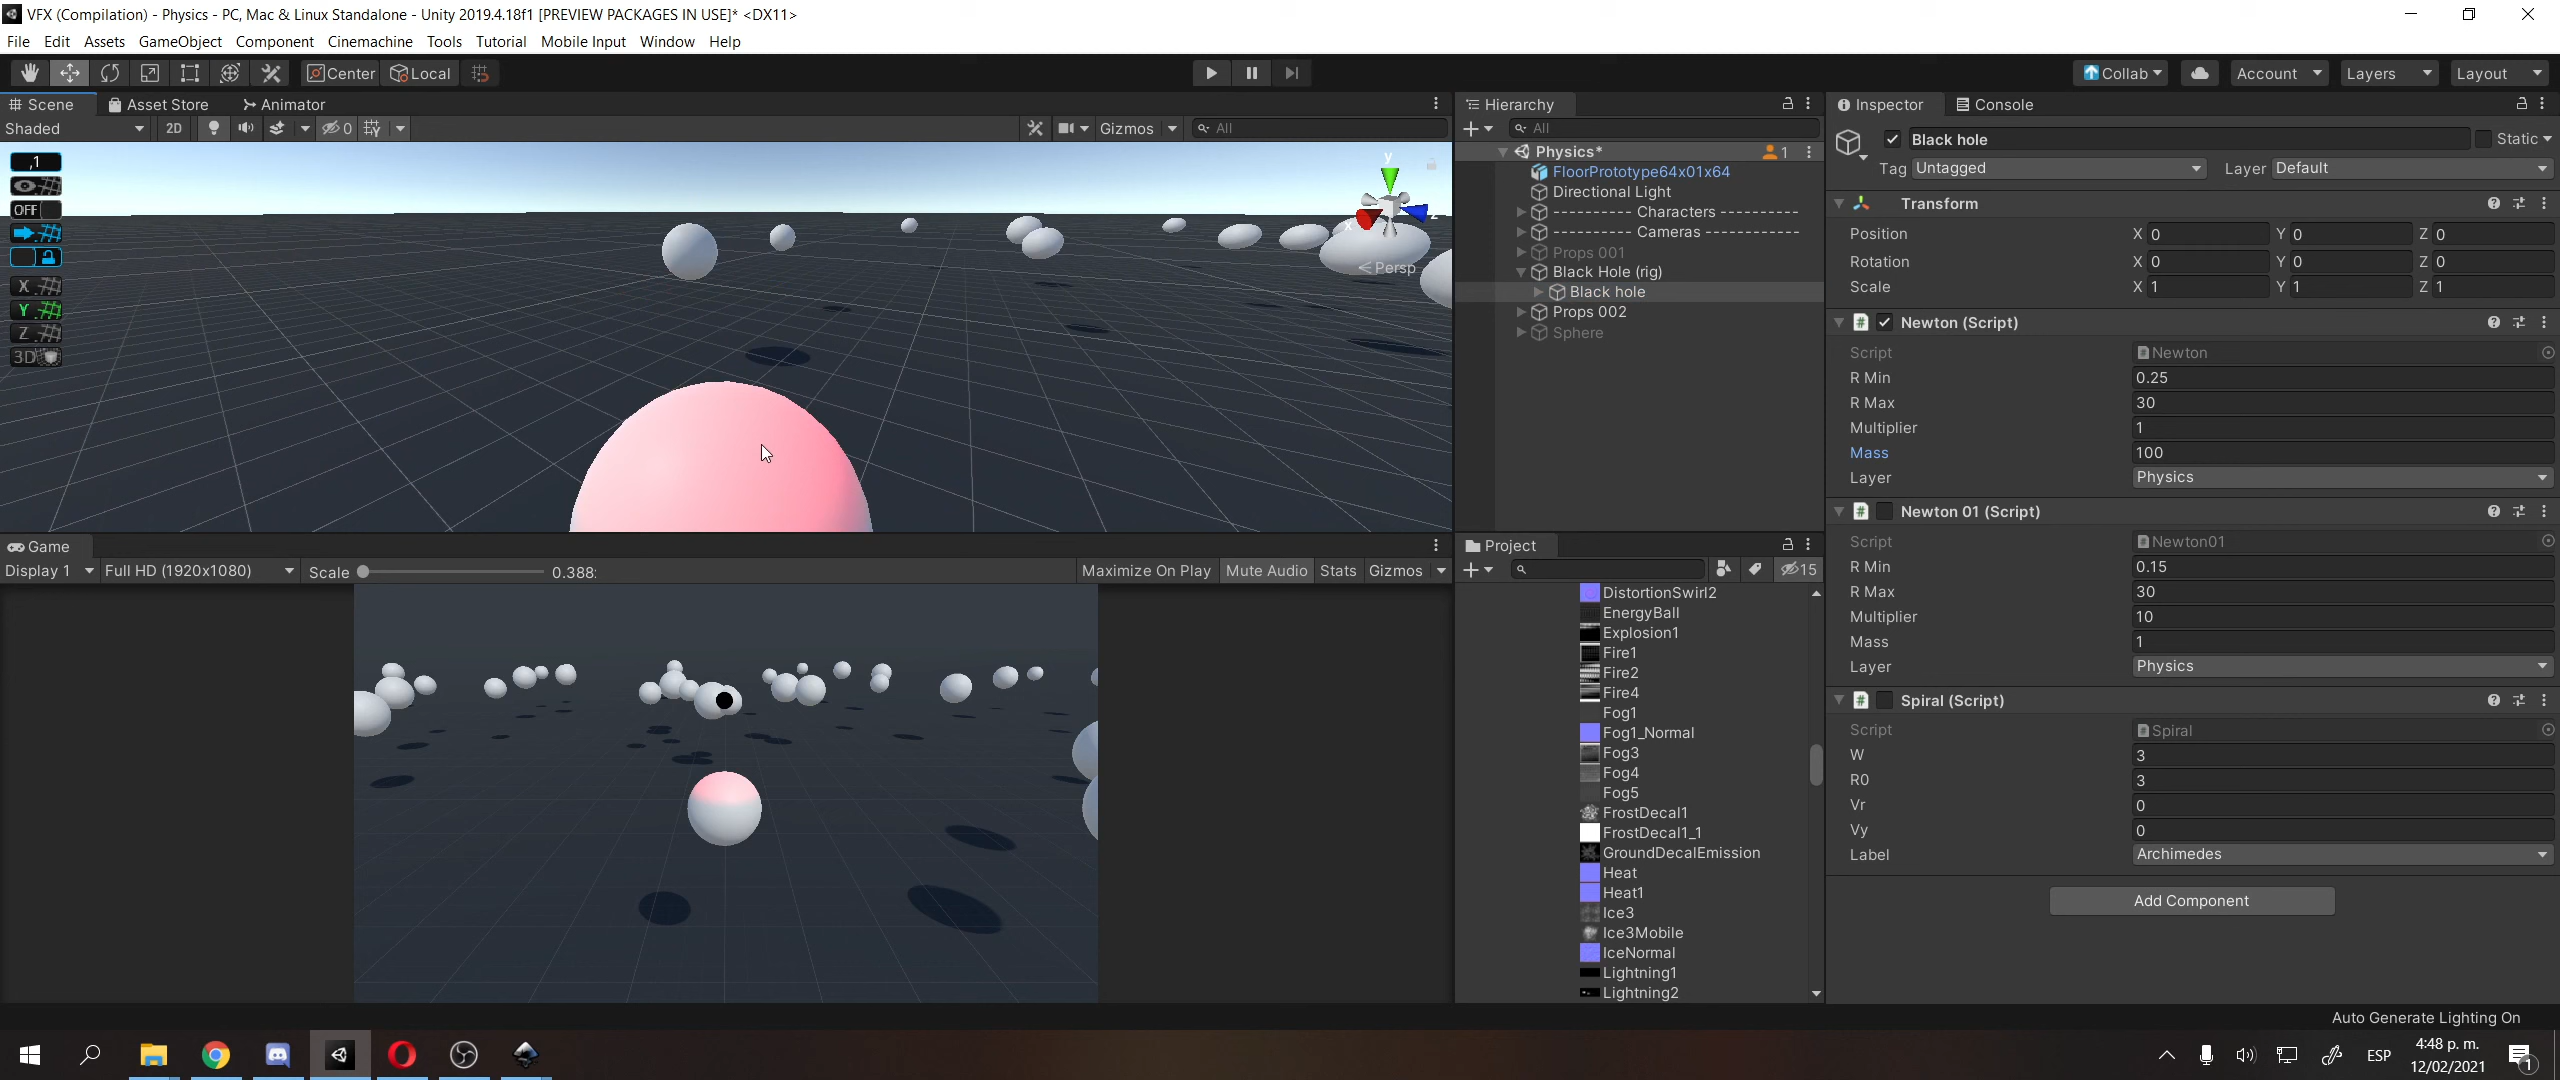 VFX (Compilation) - Physics - PC, Mac & Linux Standalone - Unity 2019.4.18f1 [PREVIEW PACKAGES IN USE]* <DX11>
File Edit Assets GameObject Component Cinemachine Tools Tutorial Mobile Input Window Help
Center Local Collab Account Layers Layout
Scene Asset Store Animator
Shaded 2D 0 Gizmos All
,1
OFF
X
Y
Z
3D
y
x
z
Persp
Game
Display 1 Full HD (1920x1080) Scale 0.388: Maximize On Play Mute Audio Stats Gizmos
Hierarchy
All
Physics* 1
FloorPrototype64x01x64
Directional Light
---------- Characters ----------
---------- Cameras ------------
Props 001
Black Hole (rig)
Black hole
Props 002
Sphere
Project
15
DistortionSwirl2
EnergyBall
Explosion1
Fire1
Fire2
Fire4
Fog1
Fog1_Normal
Fog3
Fog4
Fog5
FrostDecal1
FrostDecal1_1
GroundDecalEmission
Heat
Heat1
Ice3
Ice3Mobile
IceNormal
Lightning1
Lightning2
Inspector Console
Black hole Static
Tag Untagged Layer Default
Transform
Position X 0 Y 0 Z 0
Rotation X 0 Y 0 Z 0
Scale X 1 Y 1 Z 1
# Newton (Script)
Script Newton
R Min 0.25
R Max 30
Multiplier 1
Mass 100
Layer Physics
# Newton 01 (Script)
Script Newton01
R Min 0.15
R Max 30
Multiplier 10
Mass 1
Layer Physics
# Spiral (Script)
Script Spiral
W 3
R0 3
Vr 0
Vy 0
Label Archimedes
Add Component
Auto Generate Lighting On
ESP
4:48 p. m.
12/02/2021
1